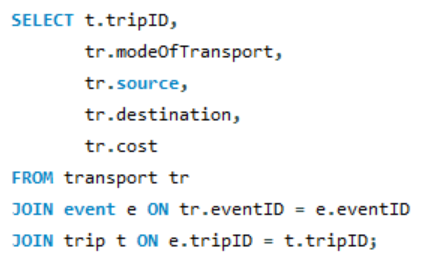 SELECT t.tripID,
tr.modeOfTransport,
tr.source,
tr.destination,
tr.cost
FROM transport tr
JOIN event e ON tr.eventID = e.eventID
JOIN trip t ON e.tripID = t.tripID;